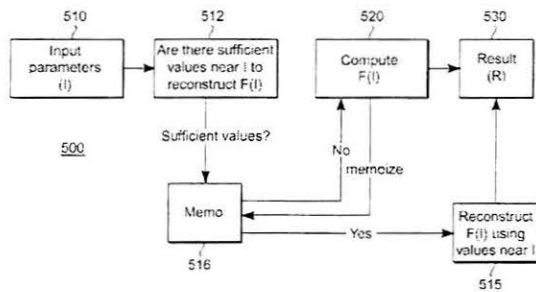 510
512
520
530
Input
parameters
(I)
Are there sufficient
values near I to
reconstruct F(I)
Compute
F(I)
Result
(R)
Sufficient values?
500
No
memoize
Memo
516
Yes
Reconstruct
F(I) using
values near I
515